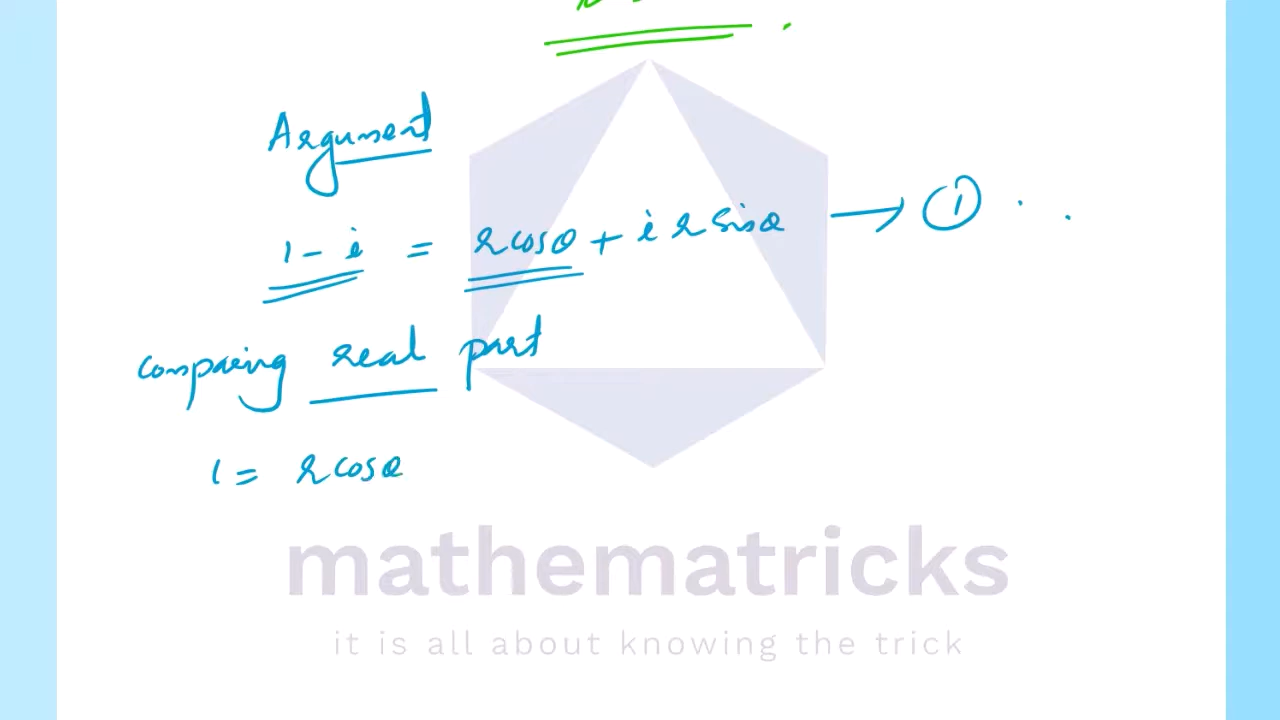 Argument
1 - i = r cosθ + i r sinθ → ①
comparing real part
1 = r cosθ
mathematricks
it is all about knowing the trick